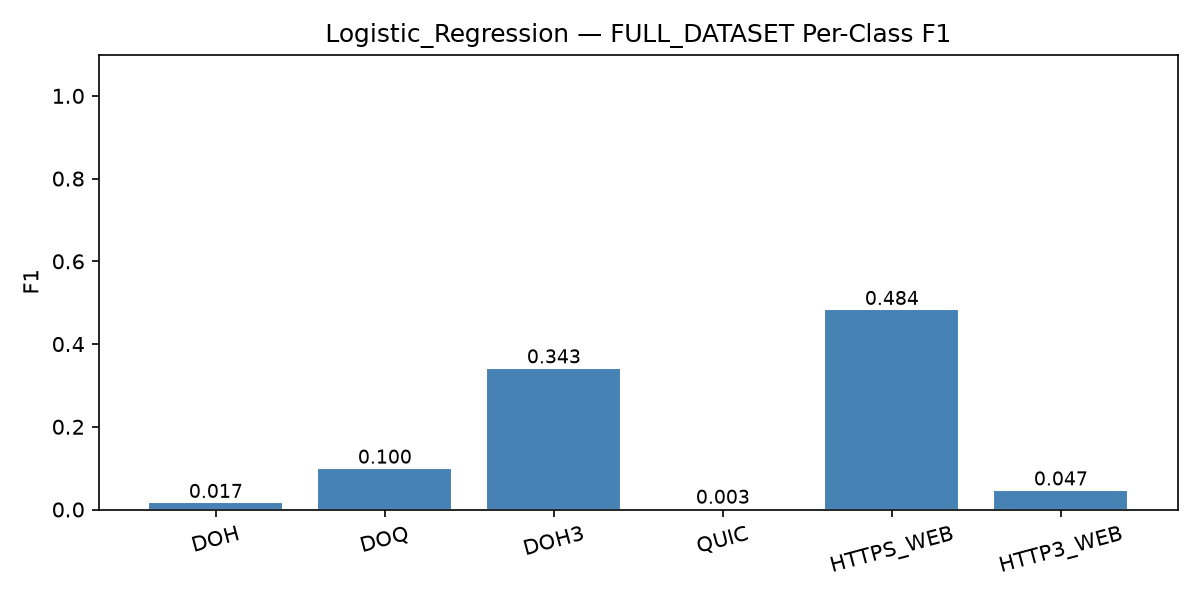 Logistic_Regression — FULL_DATASET Per-Class F1
F1
1.0
0.8
0.6
0.4
0.2
0.0
0.017
0.100
0.343
0.003
0.484
0.047
DOH
DOQ
DOH3
QUIC
HTTPS_WEB
HTTP3_WEB